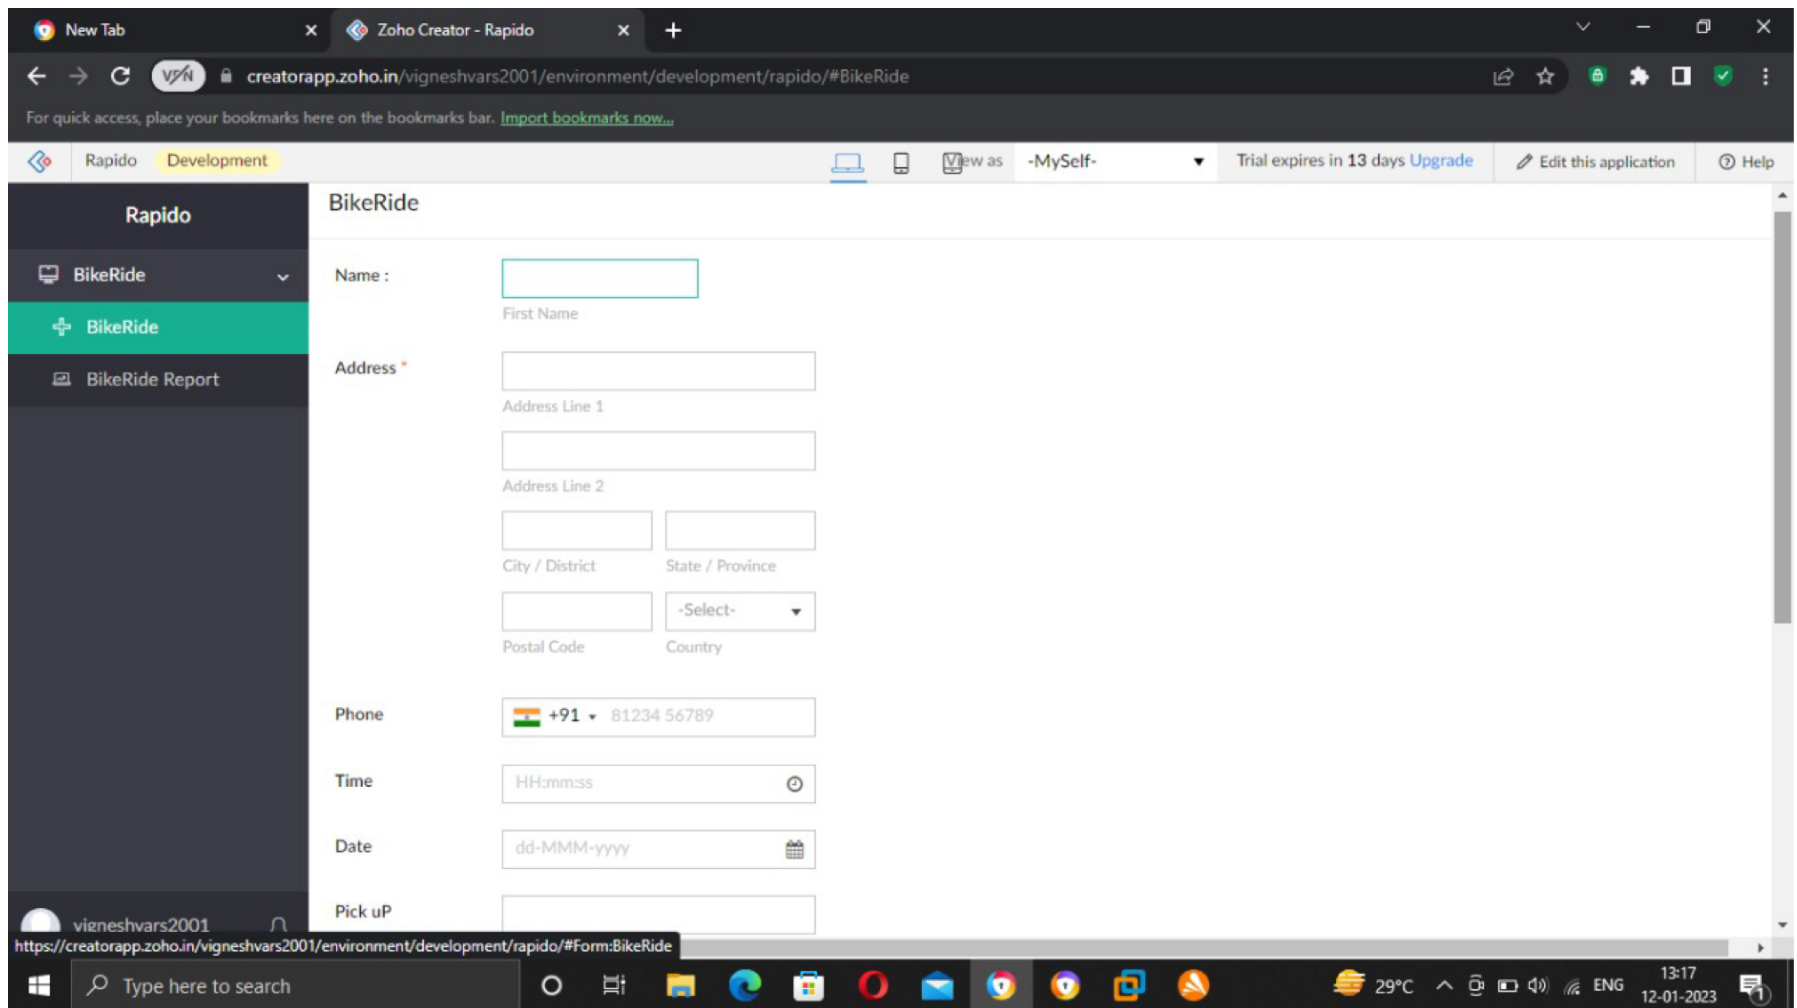 New Tab
Zoho Creator - Rapido
VPN creatorapp.zoho.in/vigneshvars2001/environment/development/rapido/#BikeRide
For quick access, place your bookmarks here on the bookmarks bar. Import bookmarks now...
Rapido Development View as -MySelf- Trial expires in 13 days Upgrade Edit this application Help
Rapido
BikeRide
BikeRide
BikeRide Report
vigneshvars2001
BikeRide
Name :
First Name
Address *
Address Line 1
Address Line 2
City / District State / Province
-Select-
Postal Code Country
Phone +91 81234 56789
Time HH:mm:ss
Date dd-MMM-yyyy
Pick uP
https://creatorapp.zoho.in/vigneshvars2001/environment/development/rapido/#Form:BikeRide
Type here to search
29°C ENG 13:17
12-01-2023
1